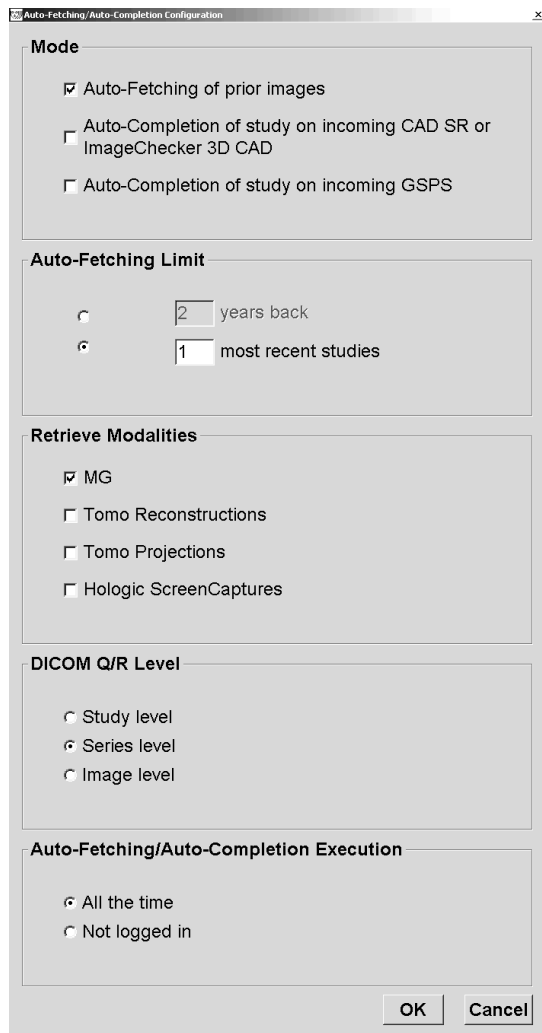 Auto-Fetching/Auto-Completion Configuration
Mode
Auto-Fetching of prior images
Auto-Completion of study on incoming CAD SR or
ImageChecker 3D CAD
Auto-Completion of study on incoming GSPS
Auto-Fetching Limit
2 years back
1 most recent studies
Retrieve Modalities
MG
Tomo Reconstructions
Tomo Projections
Hologic ScreenCaptures
DICOM Q/R Level
Study level
Series level
Image level
Auto-Fetching/Auto-Completion Execution
All the time
Not logged in
OK Cancel